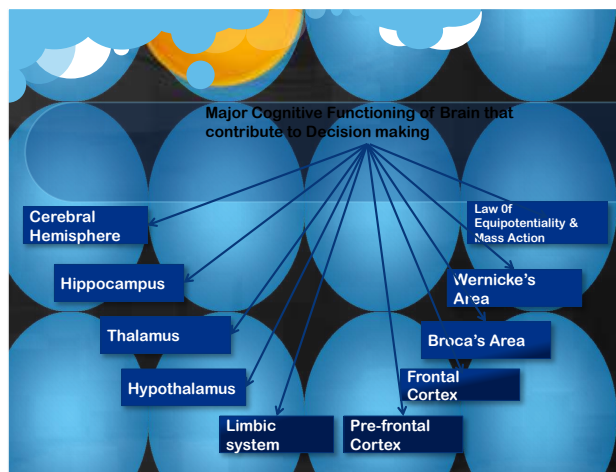 Major Cognitive Functioning of Brain that
contribute to Decision making
Cerebral
Hemisphere
Law 0f
Equipotentiality &
Mass Action
Hippocampus
Wernicke's
Area
Thalamus
Broca's Area
Hypothalamus
Frontal
Cortex
Limbic
system
Pre-frontal
Cortex